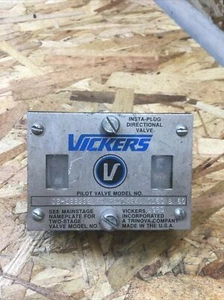 INSTA-PLUG
DIRECTIONAL
VALVE
VICKERS
V
PILOT VALVE MODEL NO.
SEE MAINSTAGE
NAMEPLATE FOR
TWO-STAGE
VALVE MODEL NO.
VICKERS,
INCORPORATED
A TRINOVA COMPANY
MADE IN THE U.S.A.